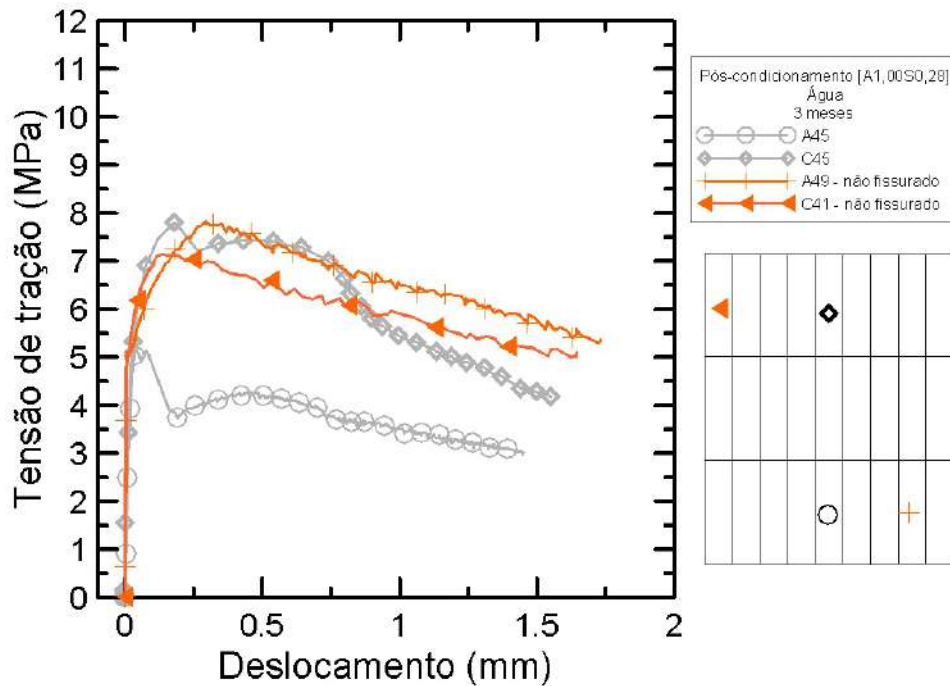 12
11
10
9
8
7
6
5
4
3
2
1
0
Tensão de tração (MPa)
0
0.5
1
1.5
2
Deslocamento (mm)
Pós-condicionamento [A1,00S0,28]
Água
3 meses
A45
C45
A49 - não fissurado
C41 - não fissurado